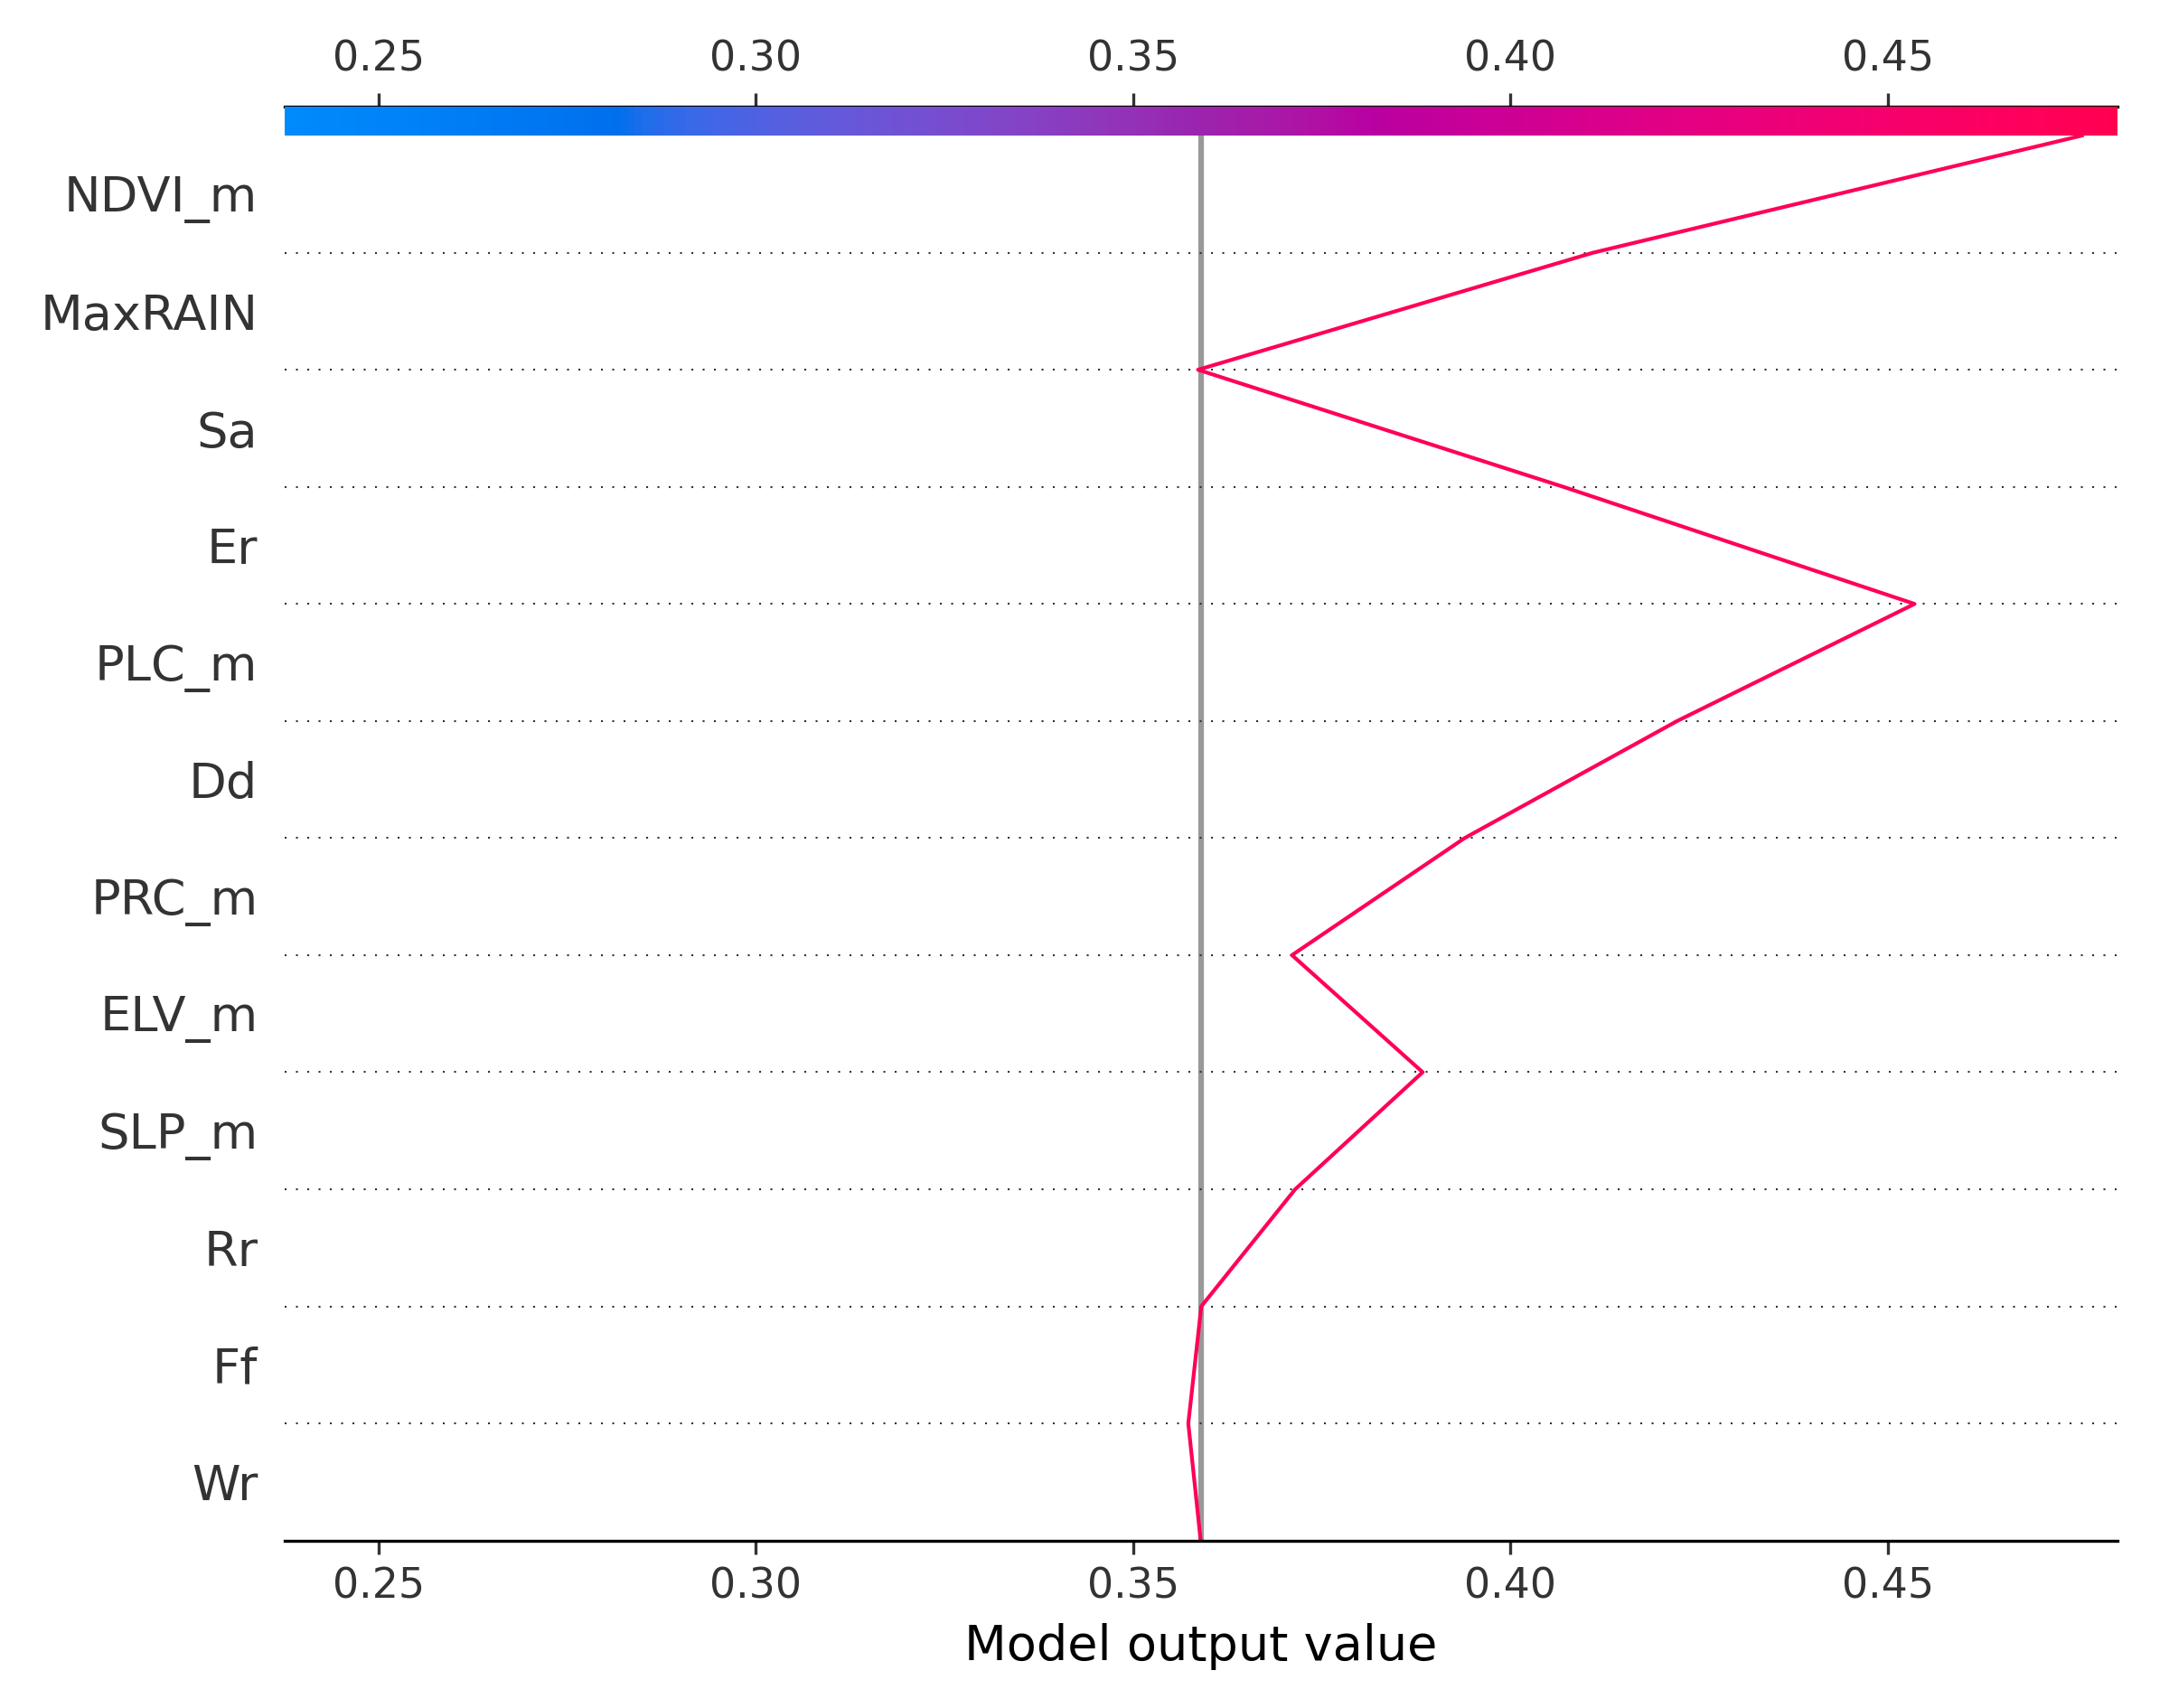 0.25 0.30 0.35 0.40 0.45
NDVI_m
MaxRAIN
Sa
Er
PLC_m
Dd
PRC_m
ELV_m
SLP_m
Rr
Ff
Wr
0.25 0.30 0.35 0.40 0.45
Model output value